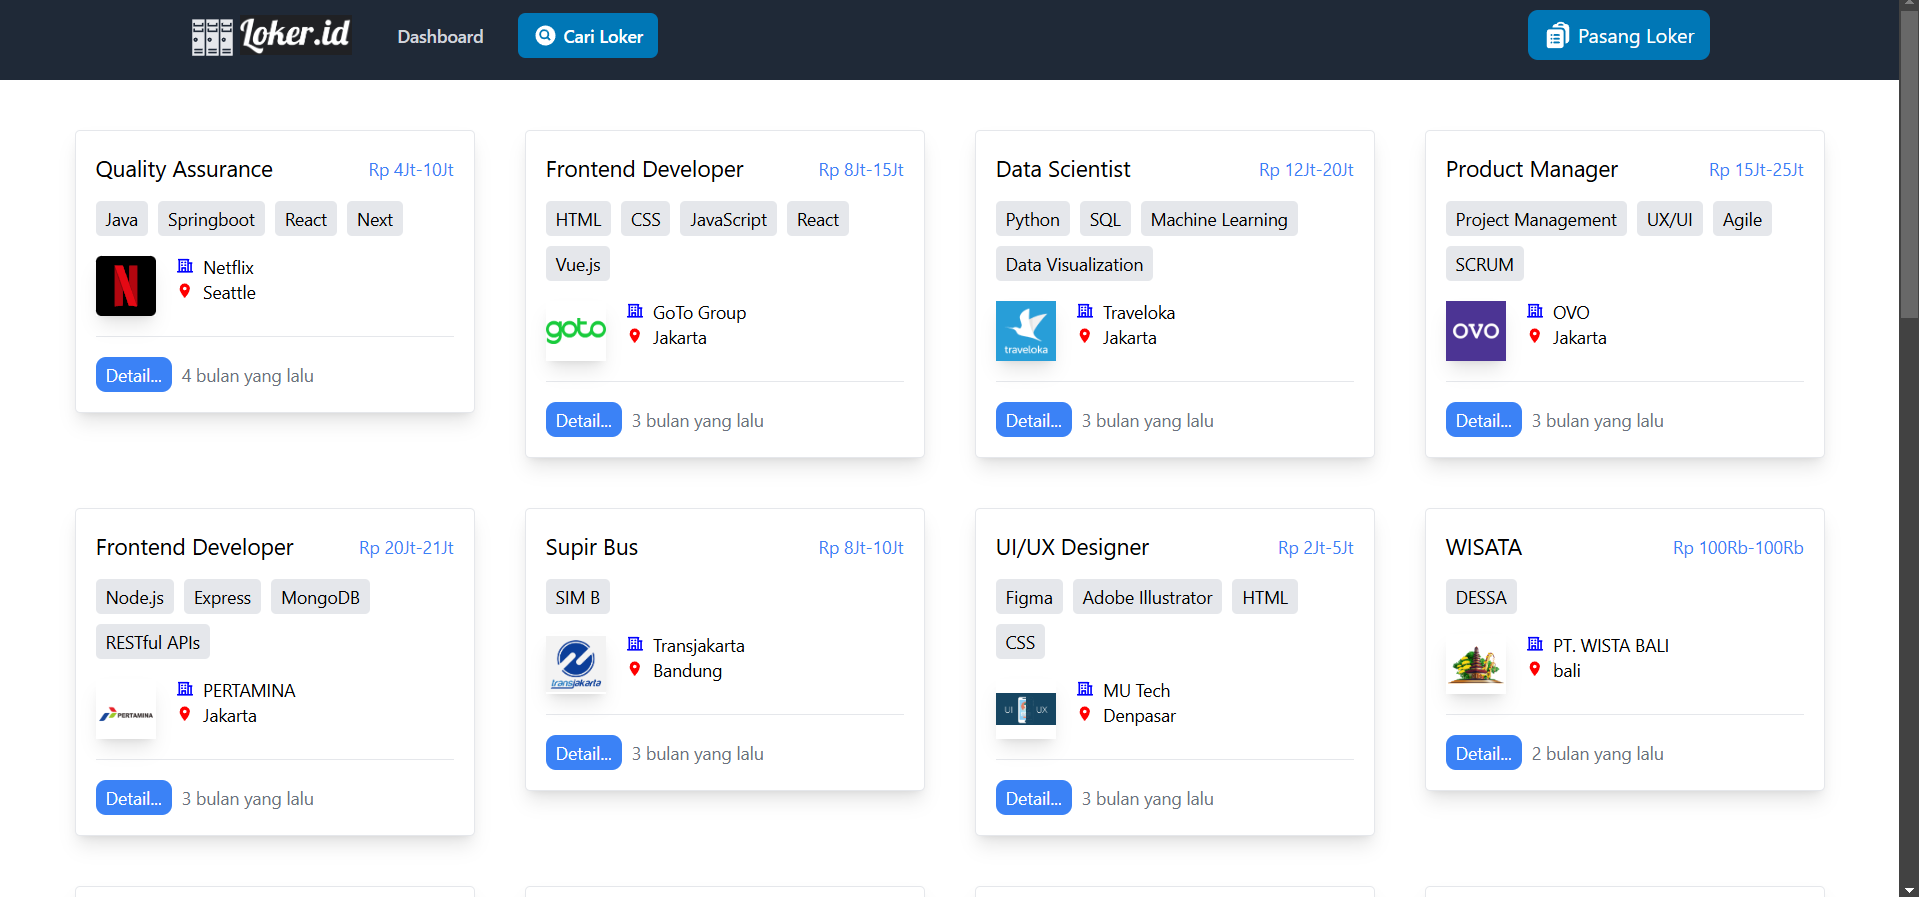 Loker.id Dashboard Cari Loker Pasang Loker
Quality Assurance Rp 4Jt-10Jt
Java Springboot React Next
N
Netflix
Seattle
Detail... 4 bulan yang lalu
Frontend Developer Rp 8Jt-15Jt
HTML CSS JavaScript React
Vue.js
goto
GoTo Group
Jakarta
Detail... 3 bulan yang lalu
Data Scientist Rp 12Jt-20Jt
Python SQL Machine Learning
Data Visualization
traveloka
Traveloka
Jakarta
Detail... 3 bulan yang lalu
Product Manager Rp 15Jt-25Jt
Project Management UX/UI Agile
SCRUM
OVO
OVO
Jakarta
Detail... 3 bulan yang lalu
Frontend Developer Rp 20Jt-21Jt
Node.js Express MongoDB
RESTful APIs
PERTAMINA
PERTAMINA
Jakarta
Detail... 3 bulan yang lalu
Supir Bus Rp 8Jt-10Jt
SIM B
transjakarta
Transjakarta
Bandung
Detail... 3 bulan yang lalu
UI/UX Designer Rp 2Jt-5Jt
Figma Adobe Illustrator HTML
CSS
UI UX
MU Tech
Denpasar
Detail... 3 bulan yang lalu
WISATA Rp 100Rb-100Rb
DESSA
PT. WISTA BALI
bali
Detail... 2 bulan yang lalu